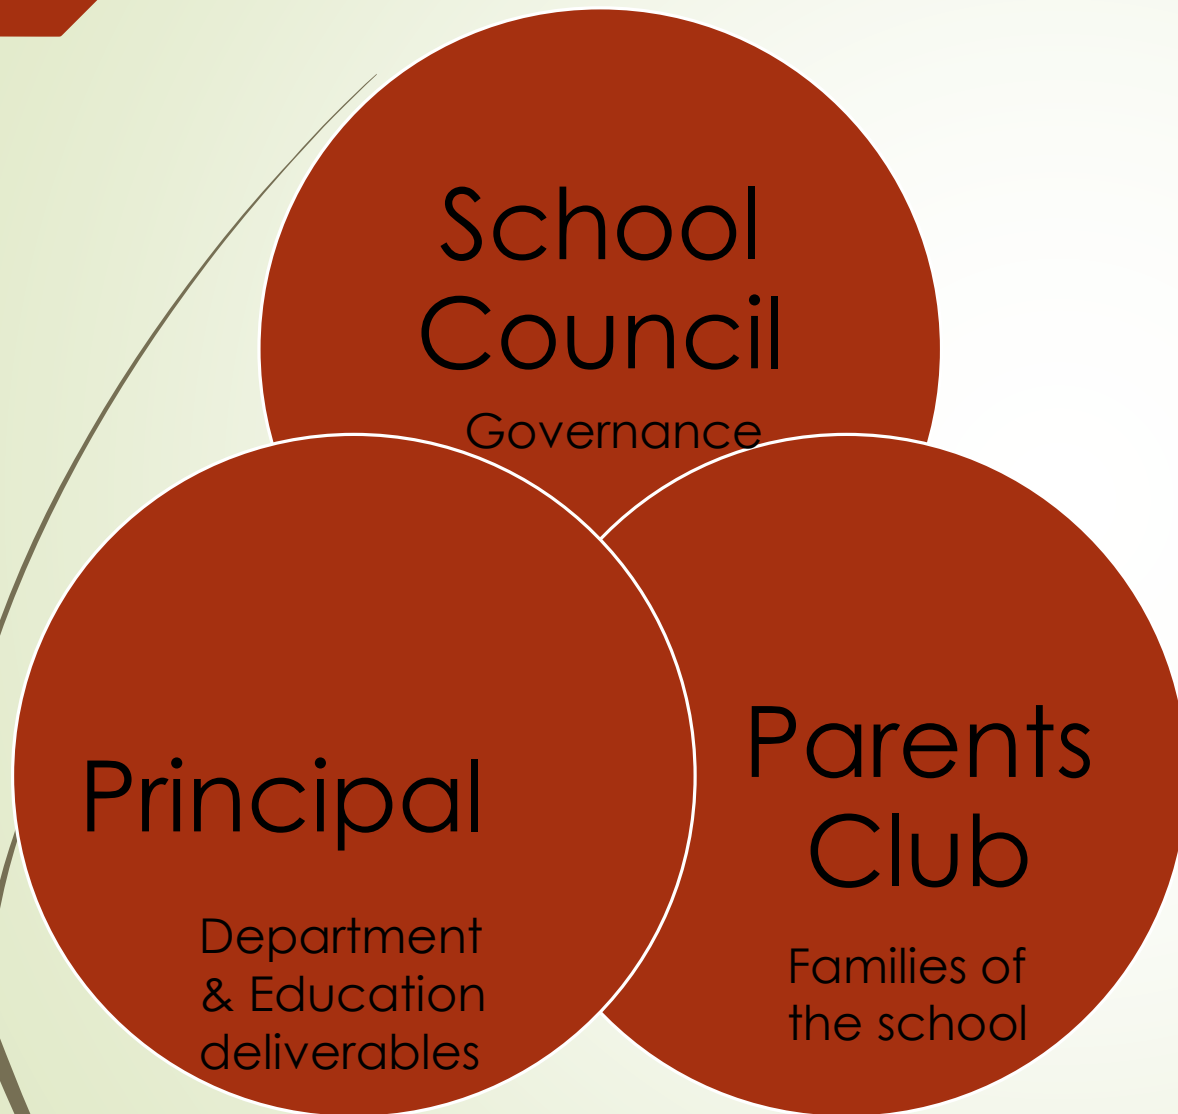 School
Council
Governance
Principal
Department
& Education
deliverables
Parents
Club
Families of
the school